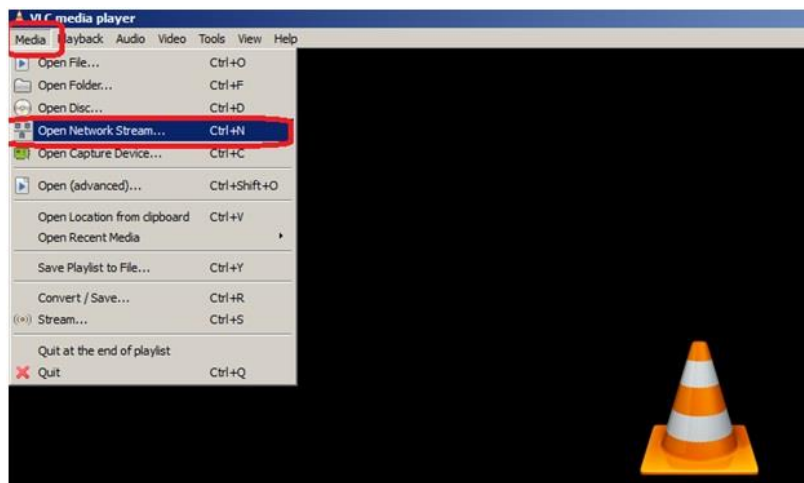 VLC media player
Media Playback Audio Video Tools View Help
Open File... Ctrl+O
Open Folder... Ctrl+F
Open Disc... Ctrl+D
Open Network Stream... Ctrl+N
Open Capture Device... Ctrl+C
Open (advanced)... Ctrl+Shift+O
Open Location from clipboard Ctrl+V
Open Recent Media
Save Playlist to File... Ctrl+Y
Convert / Save... Ctrl+R
Stream... Ctrl+S
Quit at the end of playlist
Quit Ctrl+Q